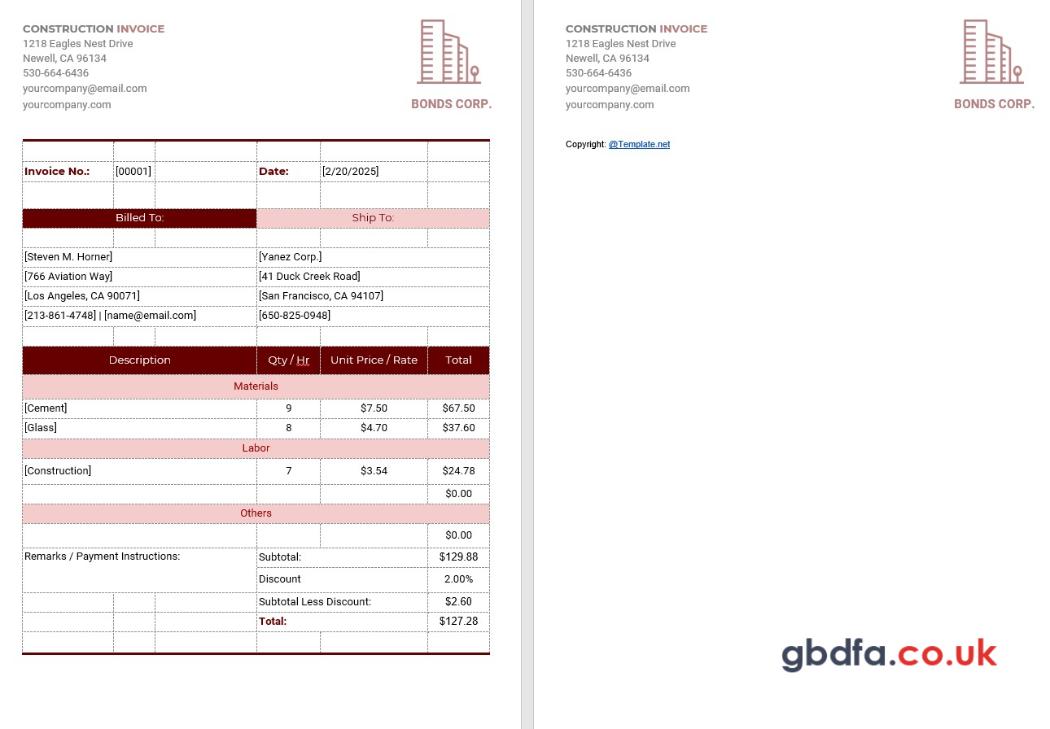 CONSTRUCTION INVOICE
1218 Eagles Nest Drive
Newell, CA 96134
530-664-6436
yourcompany@email.com
yourcompany.com
BONDS CORP.
Invoice No.: [00001] Date: [2/20/2025]
Billed To: Ship To:
[Steven M. Horner] [Yanez Corp.]
[766 Aviation Way] [41 Duck Creek Road]
[Los Angeles, CA 90071] [San Francisco, CA 94107]
[213-861-4748] | [name@email.com] [650-825-0948]
Description Qty / Hr Unit Price / Rate Total
Materials
[Cement] 9 $7.50 $67.50
[Glass] 8 $4.70 $37.60
Labor
[Construction] 7 $3.54 $24.78
$0.00
Others
$0.00
Remarks / Payment Instructions: Subtotal: $129.88
Discount 2.00%
Subtotal Less Discount: $2.60
Total: $127.28
CONSTRUCTION INVOICE
1218 Eagles Nest Drive
Newell, CA 96134
530-664-6436
yourcompany@email.com
yourcompany.com
BONDS CORP.
Copyright: @Template.net
gbdfa.co.uk